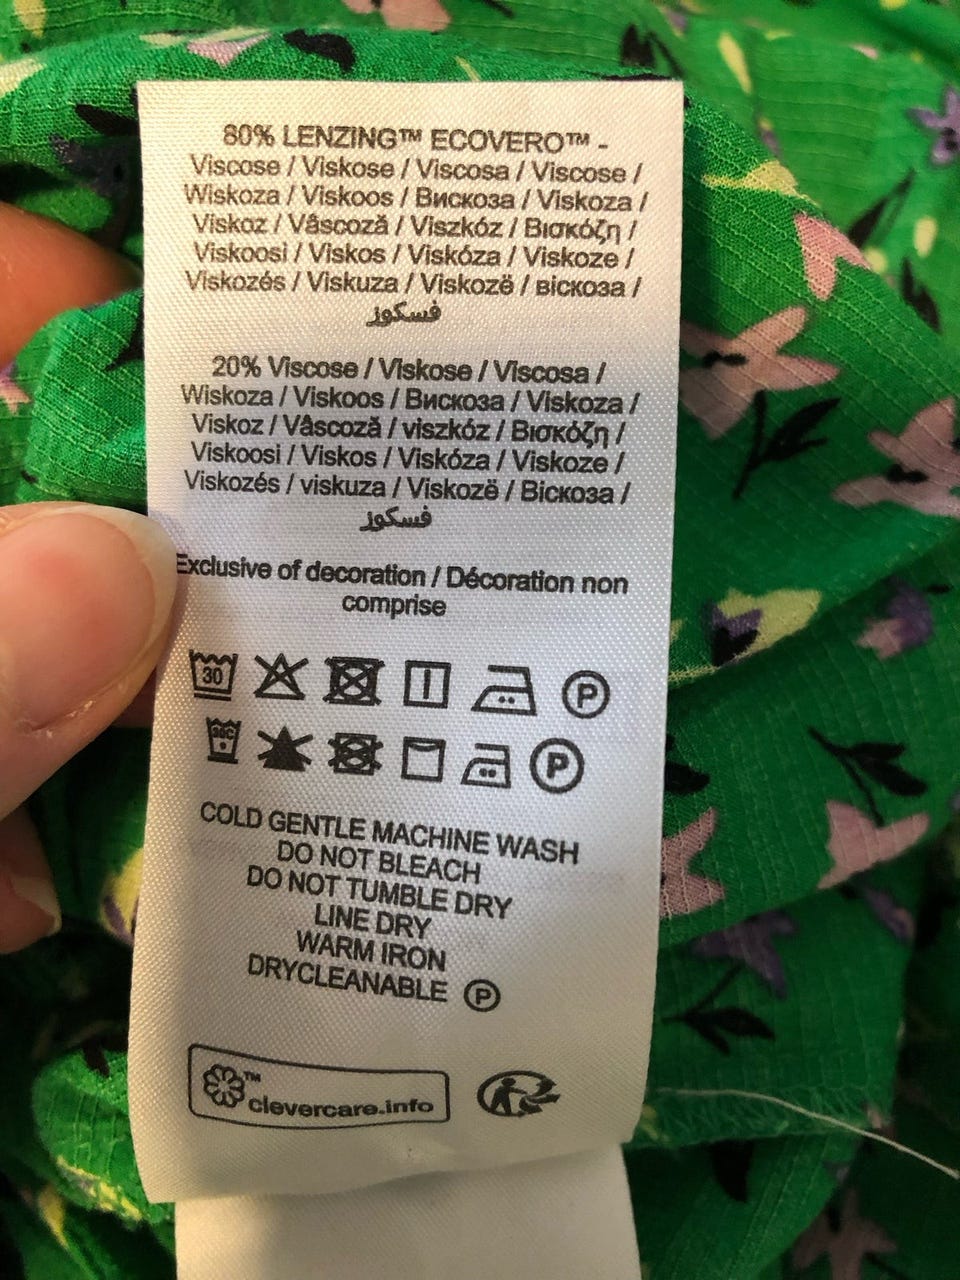 80% LENZING™ ECOVERO™ -
Viscose / Viskose / Viscosa / Viscose /
Wiskoza / Viskoos / Вискоза / Viskoza /
Viskoz / Vâscoză / Viszkóz / Βισκόζη /
Viskoosi / Viskos / Viskóza / Viskoze /
Viskozés / Viskuza / Viskozë / віскоза /
فسكوز
20% Viscose / Viskose / Viscosa /
Wiskoza / Viskoos / Вискоза / Viskoza /
Viskoz / Vâscoză / viszkóz / Βισκόζη /
Viskoosi / Viskos / Viskóza / Viskoze /
Viskozés / viskuza / Viskozë / Віскоза /
فسكوز
Exclusive of decoration / Décoration non
comprise
30 P
P
COLD GENTLE MACHINE WASH
DO NOT BLEACH
DO NOT TUMBLE DRY
LINE DRY
WARM IRON
DRYCLEANABLE P
™ clevercare.info